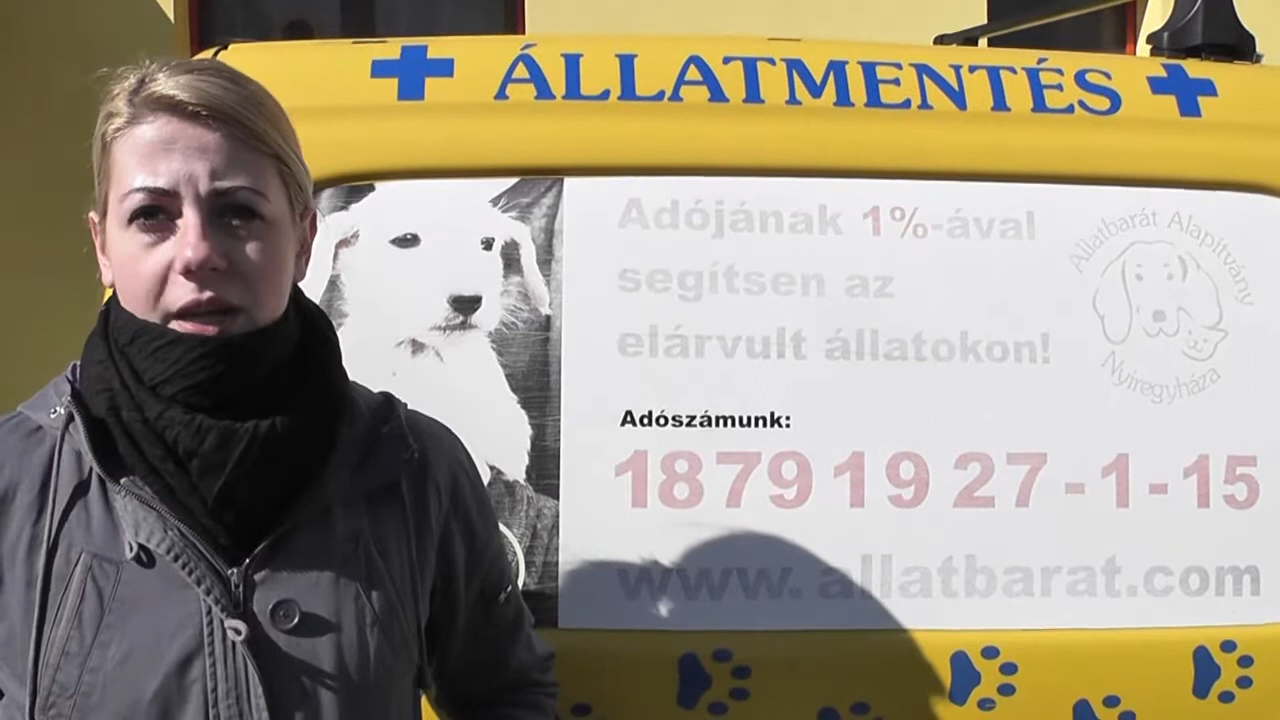 ÁLLATMENTÉS
Adójának 1%-ával
segítsen az
elárvult állatokon!
Állatbarát Alapítvány
Nyíregyháza
Adószámunk:
18791927-1-15
www.allatbarat.com